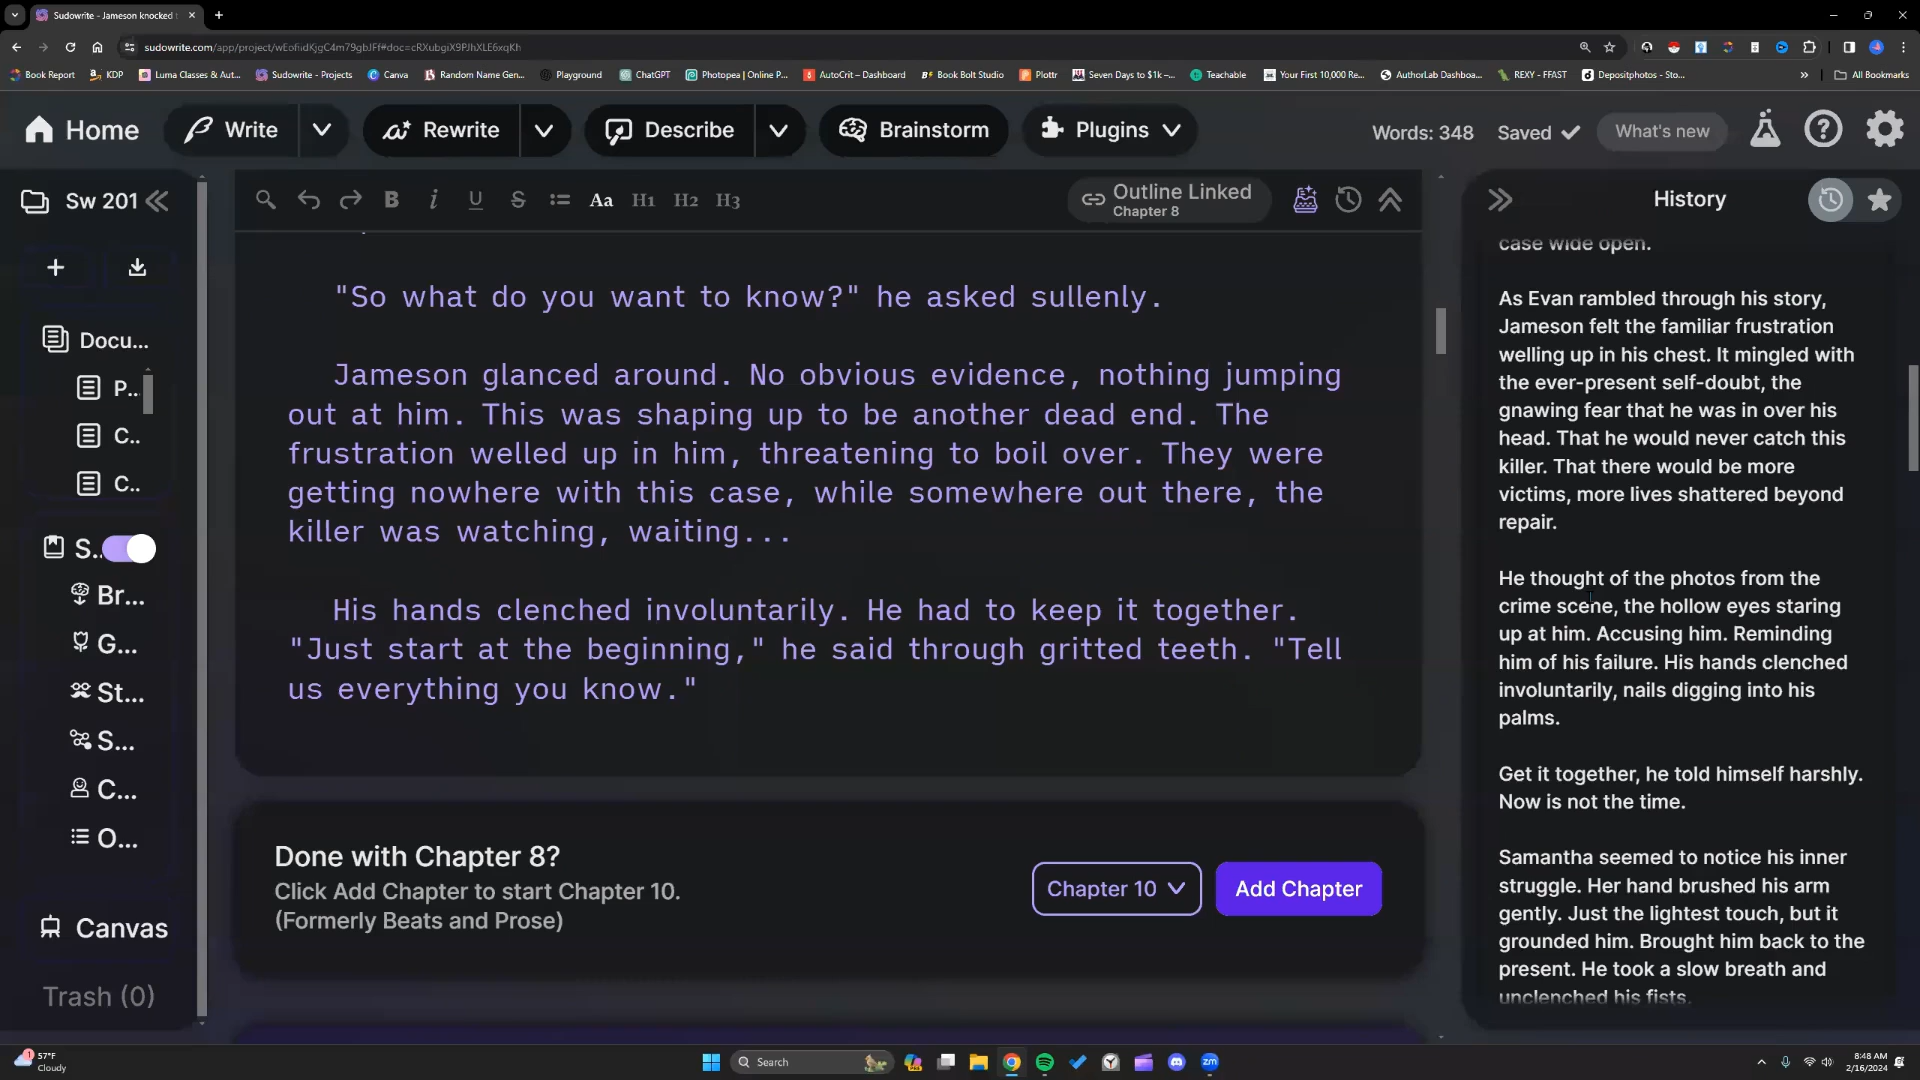 Sudowrite - Jameson knocked
sudowrite.com/app/project/wEofiidKjgC4m79gbJFf#doc=cRXubgiX9PJhXLE6xqKh
Book Report
KDP
Luma Classes & Aut...
Sudowrite - Projects
Canva
Random Name Gen...
Playground
ChatGPT
Photopea | Online P...
AutoCrit – Dashboard
Book Bolt Studio
Plottr
Seven Days to $1k –...
Teachable
Your First 10,000 Re...
AuthorLab Dashboa...
REXY - FFAST
Depositphotos - Sto...
All Bookmarks
Home
Write
Rewrite
Describe
Brainstorm
Plugins
Words: 348
Saved
What's new
Sw 201
B i U S Aa H1 H2 H3
Outline Linked
Chapter 8
History
Docu...
P...
C..
C..
S..
Br...
G...
St...
S...
C...
O...
Canvas
Trash (0)
"So what do you want to know?" he asked sullenly.
Jameson glanced around. No obvious evidence, nothing jumping
out at him. This was shaping up to be another dead end. The
frustration welled up in him, threatening to boil over. They were
getting nowhere with this case, while somewhere out there, the
killer was watching, waiting...
His hands clenched involuntarily. He had to keep it together.
"Just start at the beginning," he said through gritted teeth. "Tell
us everything you know."
Done with Chapter 8?
Click Add Chapter to start Chapter 10.
(Formerly Beats and Prose)
Chapter 10
Add Chapter
case wide open.
As Evan rambled through his story,
Jameson felt the familiar frustration
welling up in his chest. It mingled with
the ever-present self-doubt, the
gnawing fear that he was in over his
head. That he would never catch this
killer. That there would be more
victims, more lives shattered beyond
repair.
He thought of the photos from the
crime scene, the hollow eyes staring
up at him. Accusing him. Reminding
him of his failure. His hands clenched
involuntarily, nails digging into his
palms.
Get it together, he told himself harshly.
Now is not the time.
Samantha seemed to notice his inner
struggle. Her hand brushed his arm
gently. Just the lightest touch, but it
grounded him. Brought him back to the
present. He took a slow breath and
unclenched his fists.
1
57°F
Cloudy
Search
zm
8:48 AM
2/16/2024